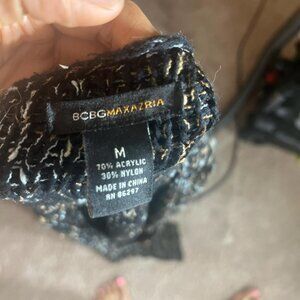 BCBGMAXAZRIA
M
70% ACRYLIC
30% NYLON
MADE IN CHINA
RN 86297